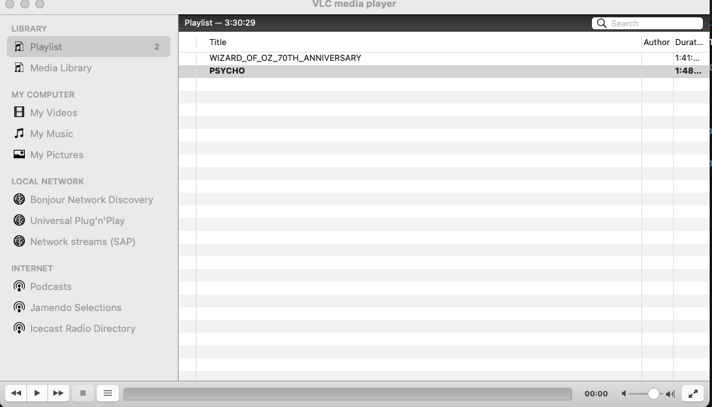 VLC media player
LIBRARY
Playlist 2
Media Library
MY COMPUTER
My Videos
My Music
My Pictures
LOCAL NETWORK
Bonjour Network Discovery
Universal Plug'n'Play
Network streams (SAP)
INTERNET
Podcasts
Jamendo Selections
Icecast Radio Directory
Playlist — 3:30:29
Search
Title Author Durat...
WIZARD_OF_OZ_70TH_ANNIVERSARY 1:41:...
PSYCHO 1:48...
00:00